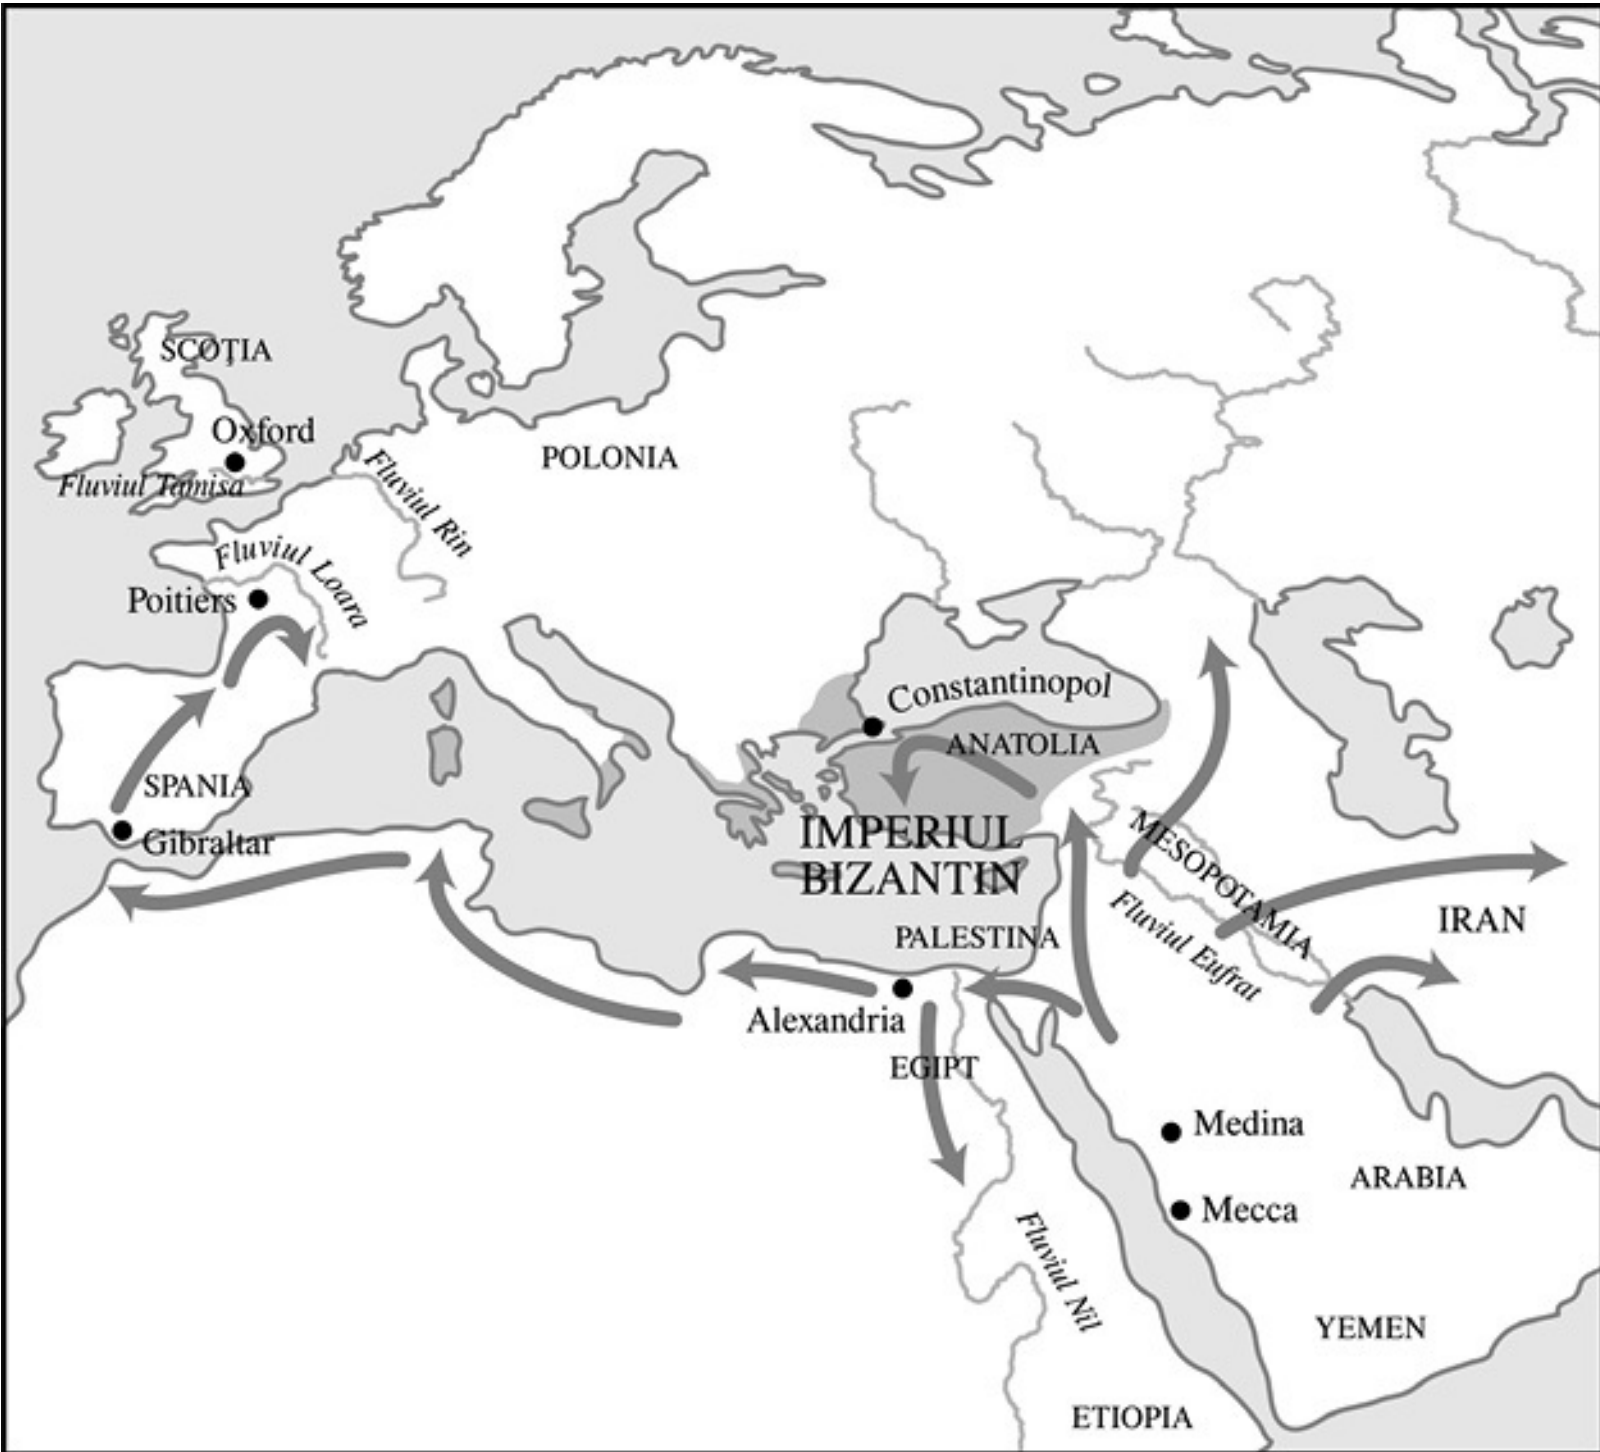 SCOŢIA
Oxford
Fluviul Tamisa
POLONIA
Fluviul Rin
Fluviul Loara
Poitiers
Constantinopol
ANATOLIA
SPANIA
Gibraltar
IMPERIUL
BIZANTIN
MESOPOTAMIA
Fluviul Eufrat
IRAN
PALESTINA
Alexandria
EGIPT
Medina
ARABIA
Mecca
Fluviul Nil
YEMEN
ETIOPIA